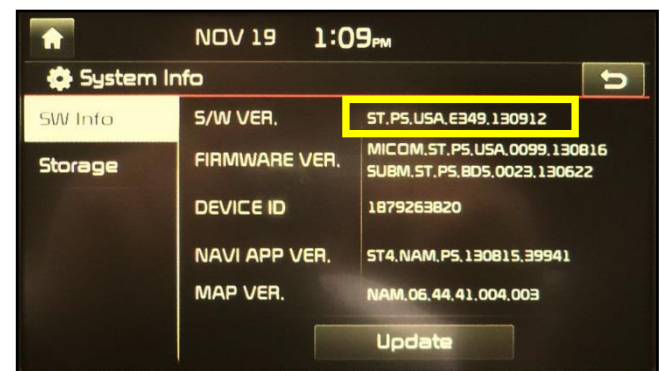 NOV 19 1:09PM
System Info
SW Info
S/W VER. ST.PS.USA.E349.130912
Storage
FIRMWARE VER. MICOM.ST.PS.USA.0099.130816
SUBM.ST.PS.BD5.0023.130622
DEVICE ID 1879263820
NAVI APP VER. ST4.NAM.PS.130815.39941
MAP VER. NAM.06.44.41.004.003
Update